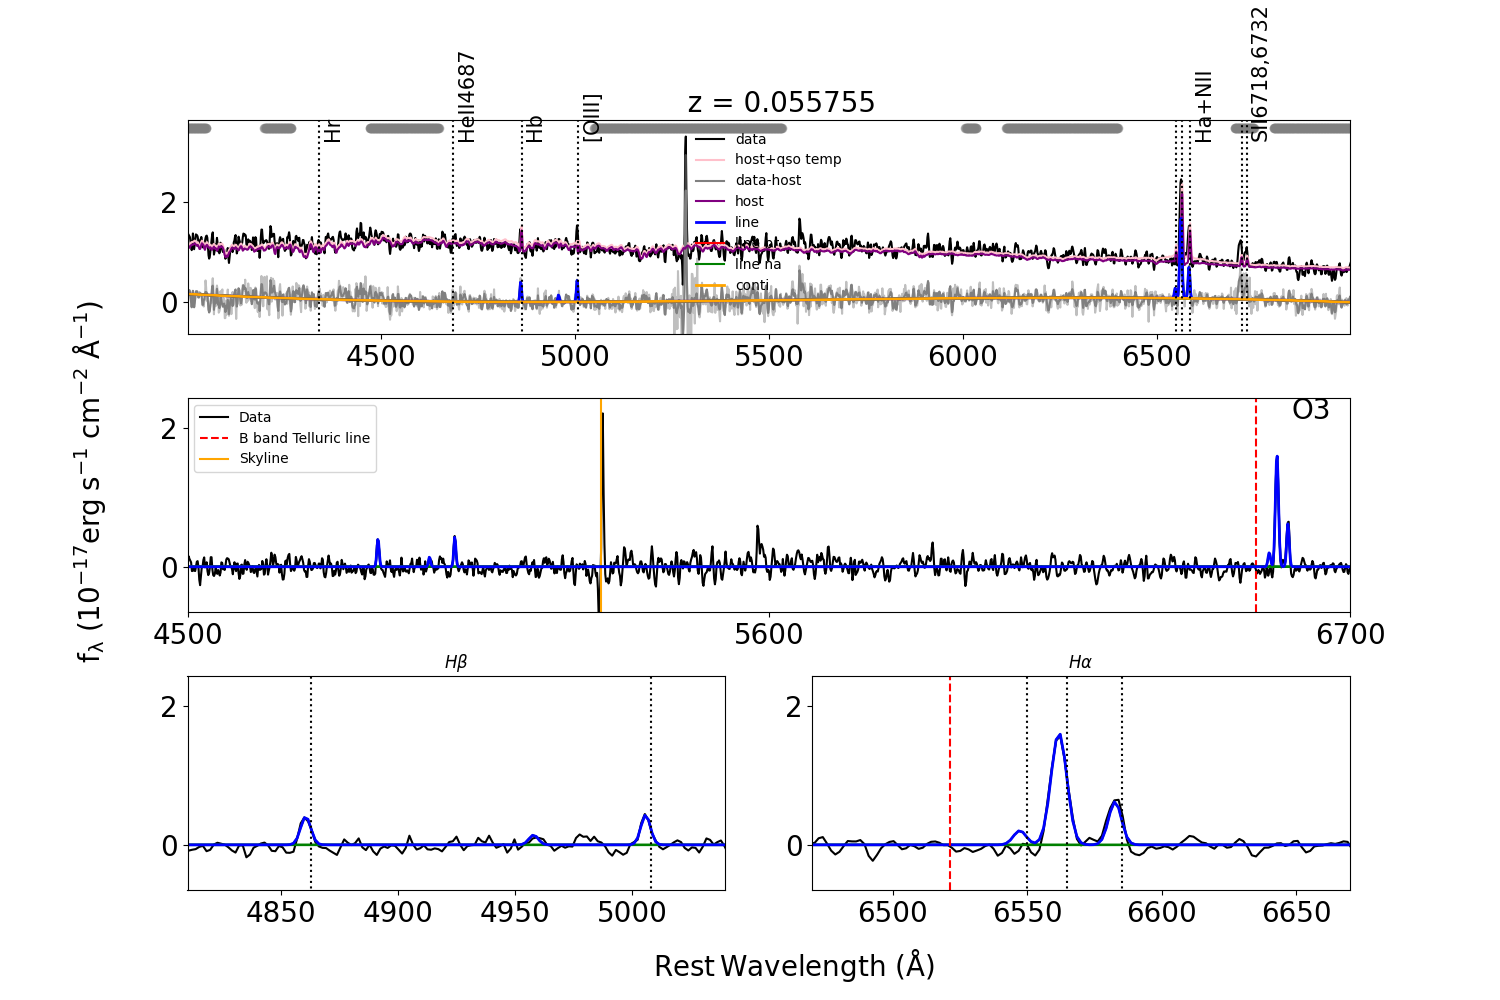 Hr
HeII4687
Hb
[OIII]
Ha+NII
SII6718,6732
z = 0.055755
data
host+qso temp
data-host
host
line
line na
conti
2
0
4500
5000
5500
6000
6500
fλ (10⁻¹⁷erg s⁻¹ cm⁻² Å⁻¹)
O3
Data
B band Telluric line
Skyline
2
0
4500
5600
6700
Hβ
2
0
4850
4900
4950
5000
Hα
2
0
6500
6550
6600
6650
Rest Wavelength (Å)